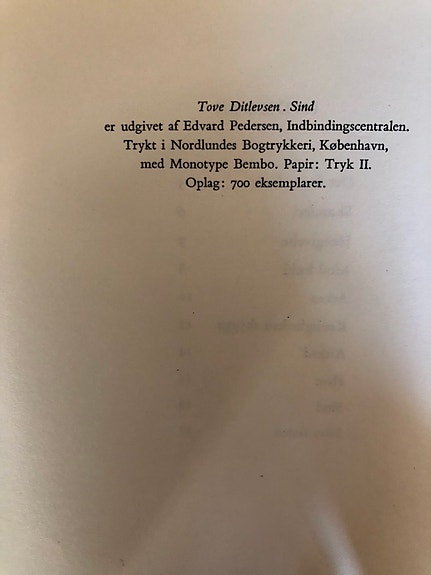 Tove Ditlevsen . Sind
er udgivet af Edvard Pedersen, Indbindingscentralen.
Trykt i Nordlundes Bogtrykkeri, København,
med Monotype Bembo. Papir: Tryk II.
Oplag: 700 eksemplarer.